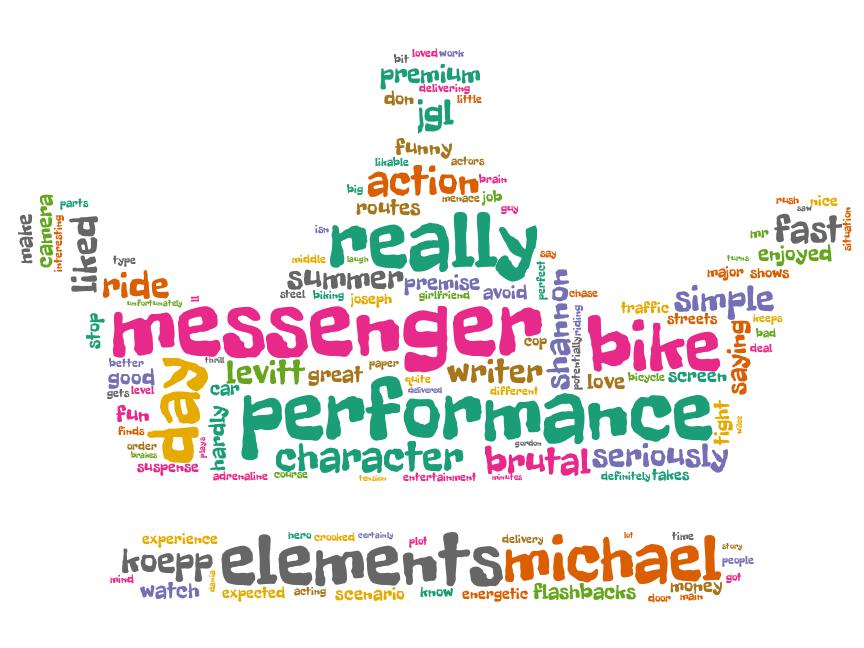 bit loved work
premium
delivering
don jgl little
funny
likable actors
big action brain
menace job
routes guy
make camera interesting liked parts
rush saw nice
mr fast situation
turns enjoyed
isn really
middle laugh perfect say
type ride
unfortunately
summer premise shannon
major shows
steel biking joseph girlfriend avoid chase
stop messenger cop
potentially riding
bike
traffic simple
streets saying keeps
bad
deal
better thrill
good day car levitt great paper quite writer
delivered different
love bicycle screen
gets level
fun hardly performance tight
finds
order plays gordon
brakes
suspense character brutal seriously
adrenaline course tension entertainment minutes definitely takes
experience hero crooked certainly plot delivery lot time
koepp elements michael story
people
mind dania got
watch expected acting scenario know energetic flashbacks door main money